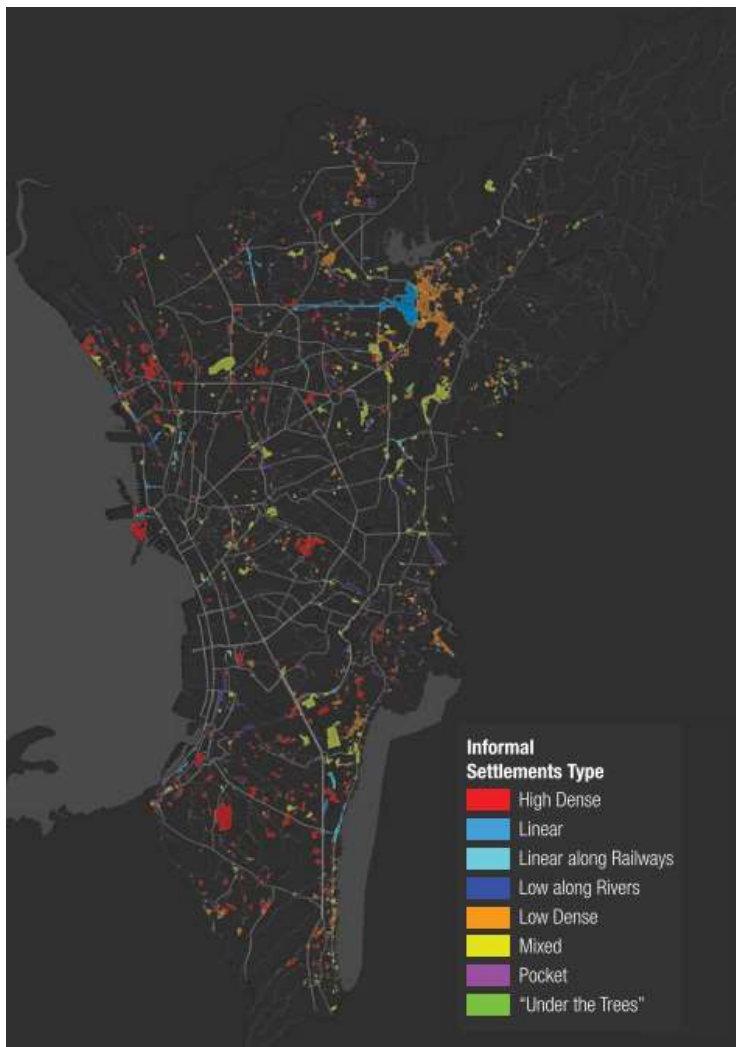 Informal
Settlements Type
High Dense
Linear
Linear along Railways
Low along Rivers
Low Dense
Mixed
Pocket
“Under the Trees”